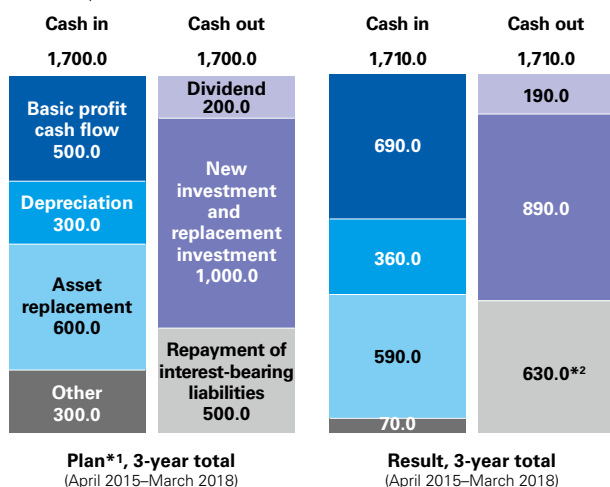 Cash in
1,700.0
Basic profit
cash flow
500.0
Depreciation
300.0
Asset
replacement
600.0
Other
300.0
Cash out
1,700.0
Dividend
200.0
New
investment
and
replacement
investment
1,000.0
Repayment of
interest-bearing
liabilities
500.0
Plan*1, 3-year total
(April 2015–March 2018)
Cash in
1,710.0
690.0
360.0
590.0
70.0
Cash out
1,710.0
190.0
890.0
630.0*2
Result, 3-year total
(April 2015–March 2018)